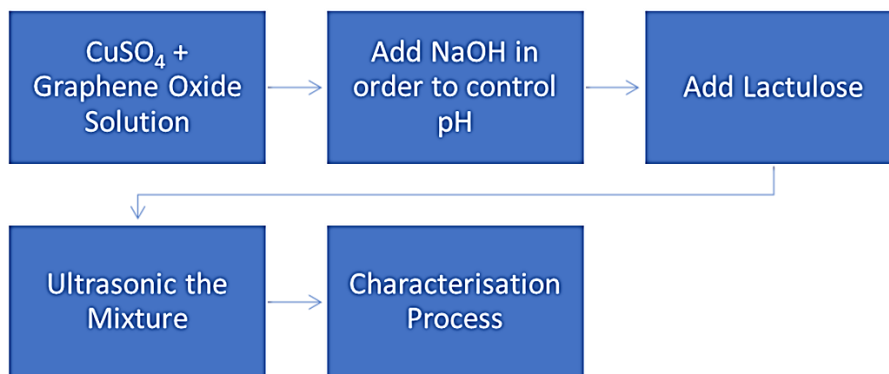 CuSO₄ +
Graphene Oxide
Solution
Add NaOH in
order to control
pH
Add Lactulose
Ultrasonic the
Mixture
Characterisation
Process